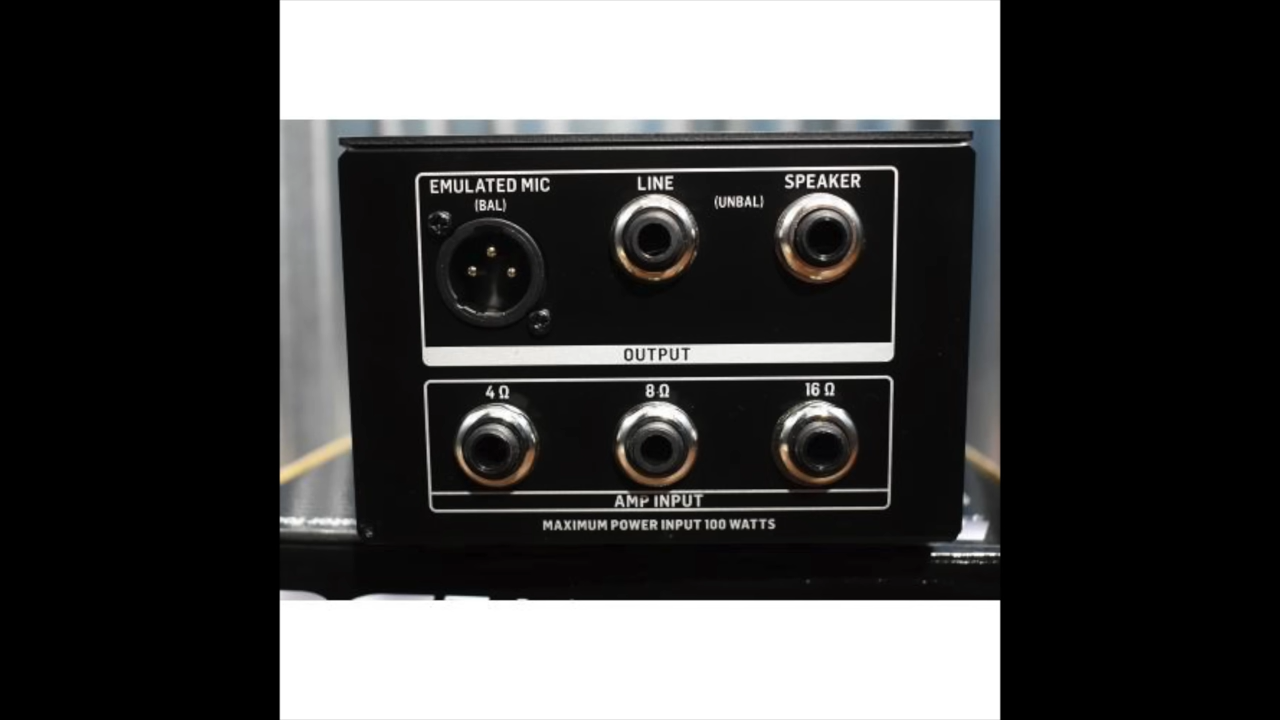 EMULATED MIC
(BAL)
LINE
(UNBAL)
SPEAKER
OUTPUT
4 Ω
8 Ω
16 Ω
AMP INPUT
MAXIMUM POWER INPUT 100 WATTS